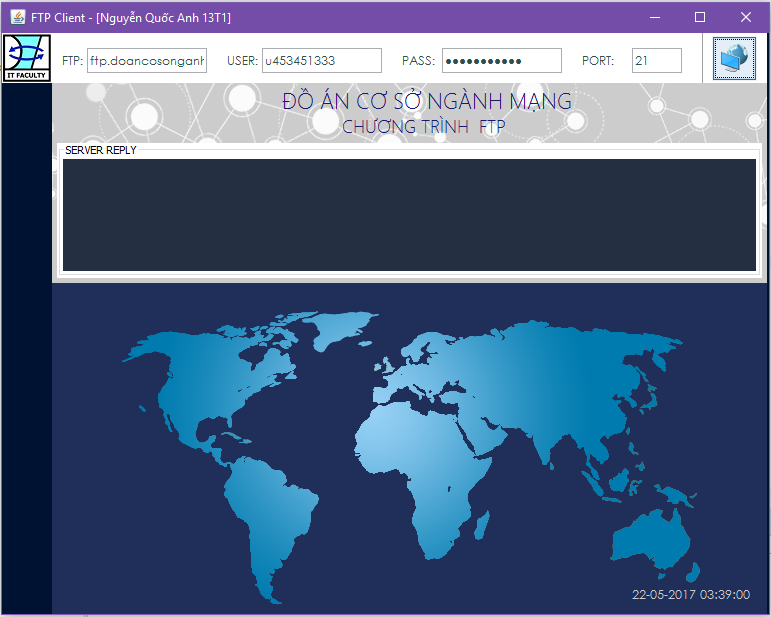 FTP Client - [Nguyễn Quốc Anh 13T1]
IT FACULTY
FTP: ftp.doancosonganh USER: u453451333 PASS: ●●●●●●●●●●● PORT: 21
ĐỒ ÁN CƠ SỞ NGÀNH MẠNG
CHƯƠNG TRÌNH FTP
SERVER REPLY
22-05-2017 03:39:00